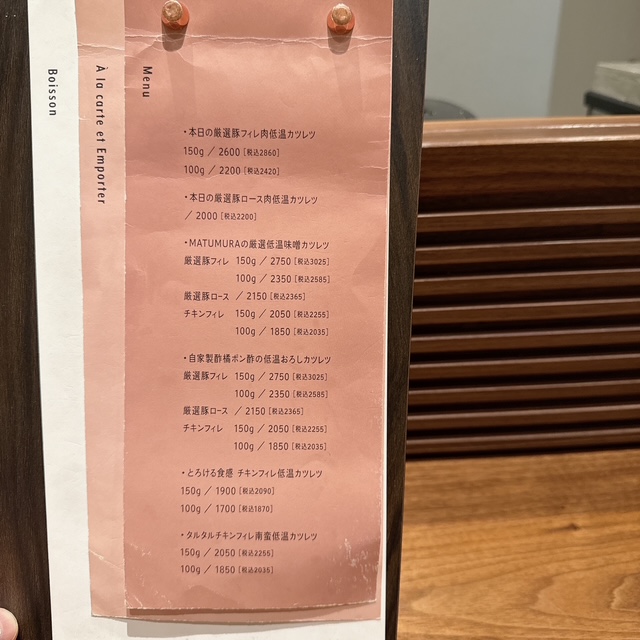 Boisson
À la carte et Emporter
Menu
・本日の厳選豚フィレ肉低温カツレツ
150g / 2600 [税込2860]
100g / 2200 [税込2420]
・本日の厳選豚ロース肉低温カツレツ
/ 2000 [税込2200]
・MATUMURAの厳選低温味噌カツレツ
厳選豚フィレ 150g / 2750 [税込3025]
100g / 2350 [税込2585]
厳選豚ロース / 2150 [税込2365]
チキンフィレ 150g / 2050 [税込2255]
100g / 1850 [税込2035]
・自家製酢橘ポン酢の低温おろしカツレツ
厳選豚フィレ 150g / 2750 [税込3025]
100g / 2350 [税込2585]
厳選豚ロース / 2150 [税込2365]
チキンフィレ 150g / 2050 [税込2255]
100g / 1850 [税込2035]
・とろける食感 チキンフィレ低温カツレツ
150g / 1900 [税込2090]
100g / 1700 [税込1870]
・タルタルチキンフィレ南蛮低温カツレツ
150g / 2050 [税込2255]
100g / 1850 [税込2035]